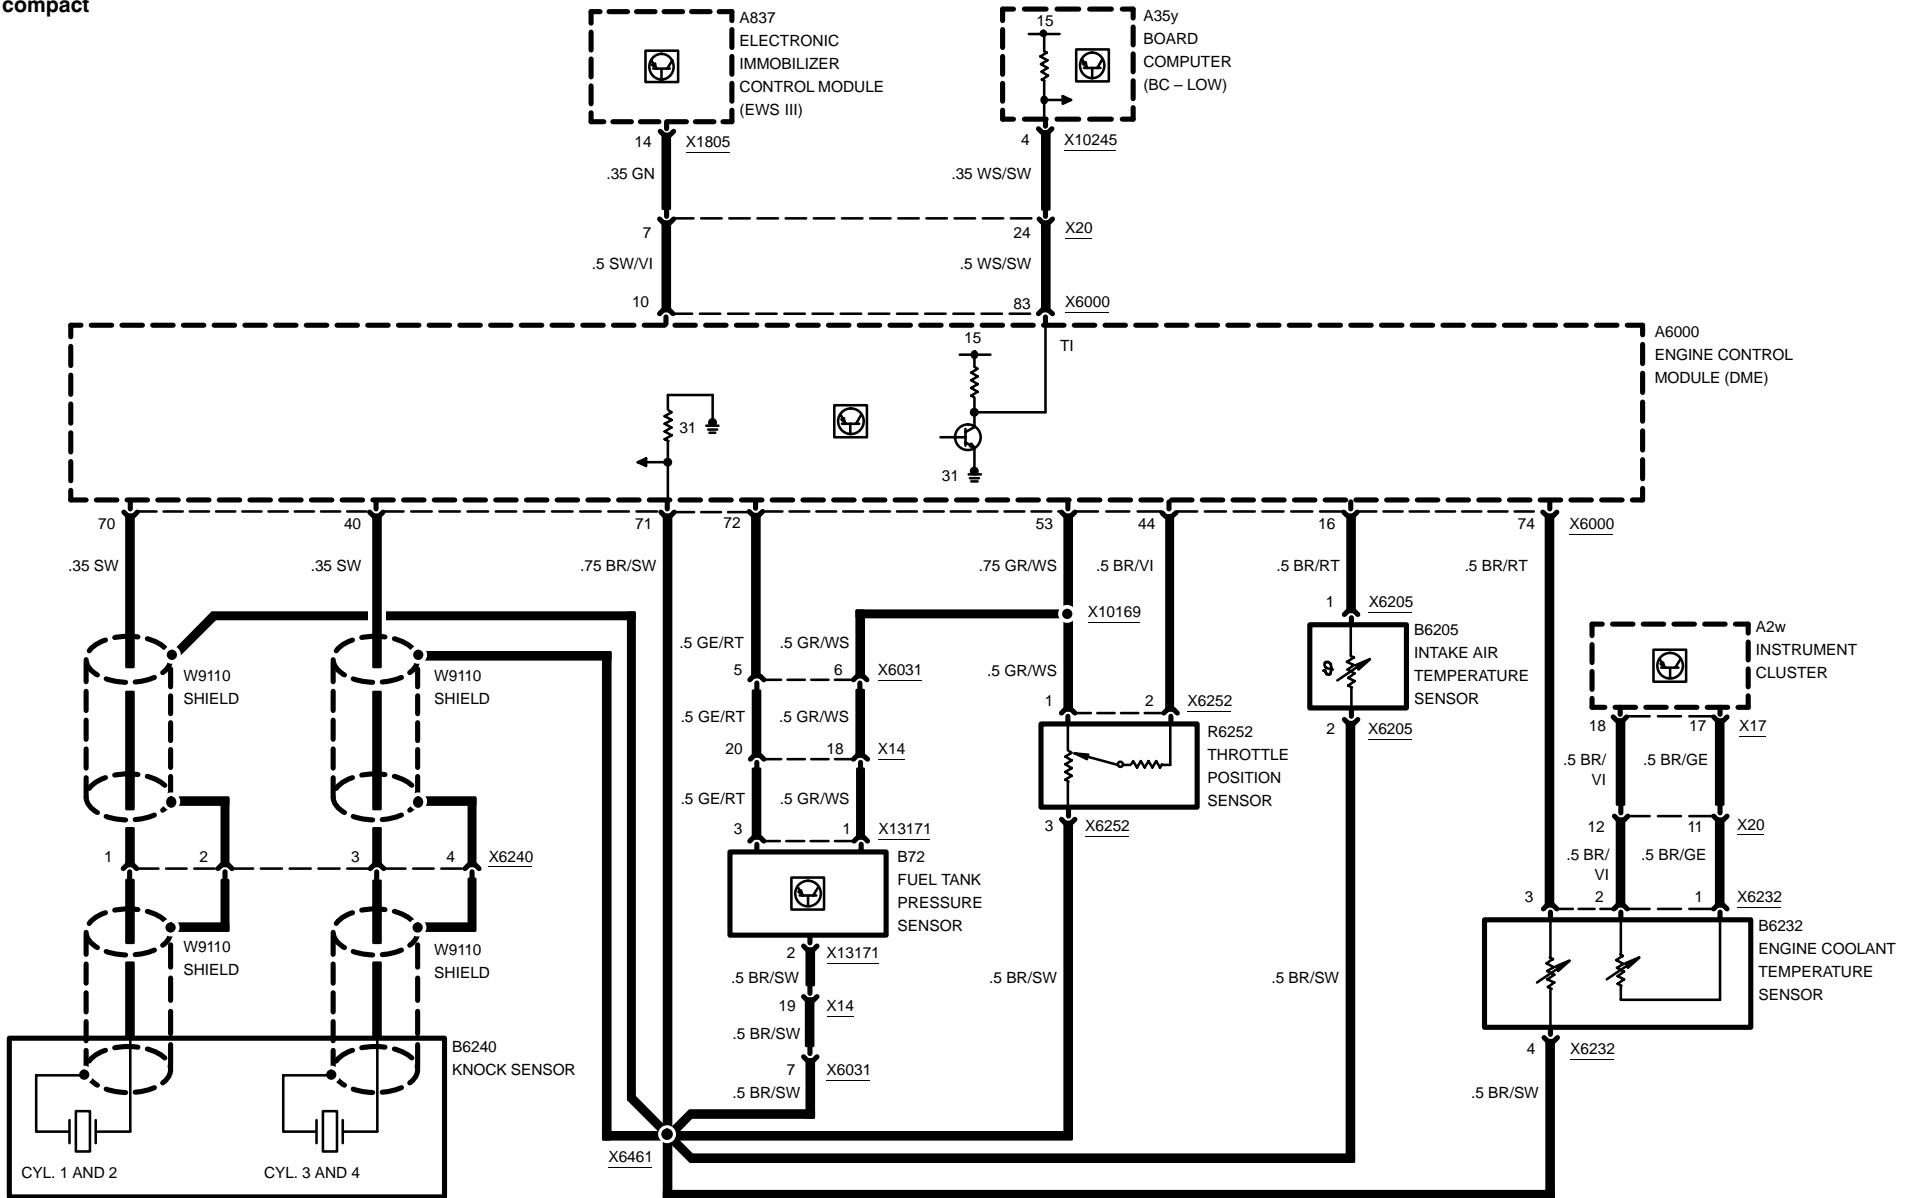 compact
A837
ELECTRONIC
IMMOBILIZER
CONTROL MODULE
(EWS III)
15
A35y
BOARD
COMPUTER
(BC – LOW)
14 X1805
4 X10245
.35 GN
.35 WS/SW
7
24 X20
.5 SW/VI
.5 WS/SW
10
83 X6000
A6000
ENGINE CONTROL
MODULE (DME)
15
TI
31
31
70
40
71
72
53
44
16
74
X6000
.35 SW
.35 SW
.75 BR/SW
.75 GR/WS
.5 BR/VI
.5 BR/RT
.5 BR/RT
1 X6205
X10169
B6205
INTAKE AIR
TEMPERATURE
SENSOR
ϑ
2 X6205
A2w
INSTRUMENT
CLUSTER
.5 GE/RT
.5 GR/WS
5
6
X6031
.5 GR/WS
W9110
SHIELD
W9110
SHIELD
1
2
X6252
.5 GE/RT
.5 GR/WS
18
17
X17
R6252
THROTTLE
POSITION
SENSOR
20
18
X14
.5 BR/
VI
.5 BR/GE
.5 GE/RT
.5 GR/WS
3
1
X13171
3
X6252
12
11
X20
B72
FUEL TANK
PRESSURE
SENSOR
1
2
3
4
X6240
.5 BR/
VI
.5 BR/GE
3
2
1
X6232
W9110
SHIELD
W9110
SHIELD
B6232
ENGINE COOLANT
TEMPERATURE
SENSOR
2 X13171
.5 BR/SW
.5 BR/SW
.5 BR/SW
19 X14
.5 BR/SW
B6240
KNOCK SENSOR
4 X6232
7 X6031
.5 BR/SW
.5 BR/SW
X6461
CYL. 1 AND 2
CYL. 3 AND 4